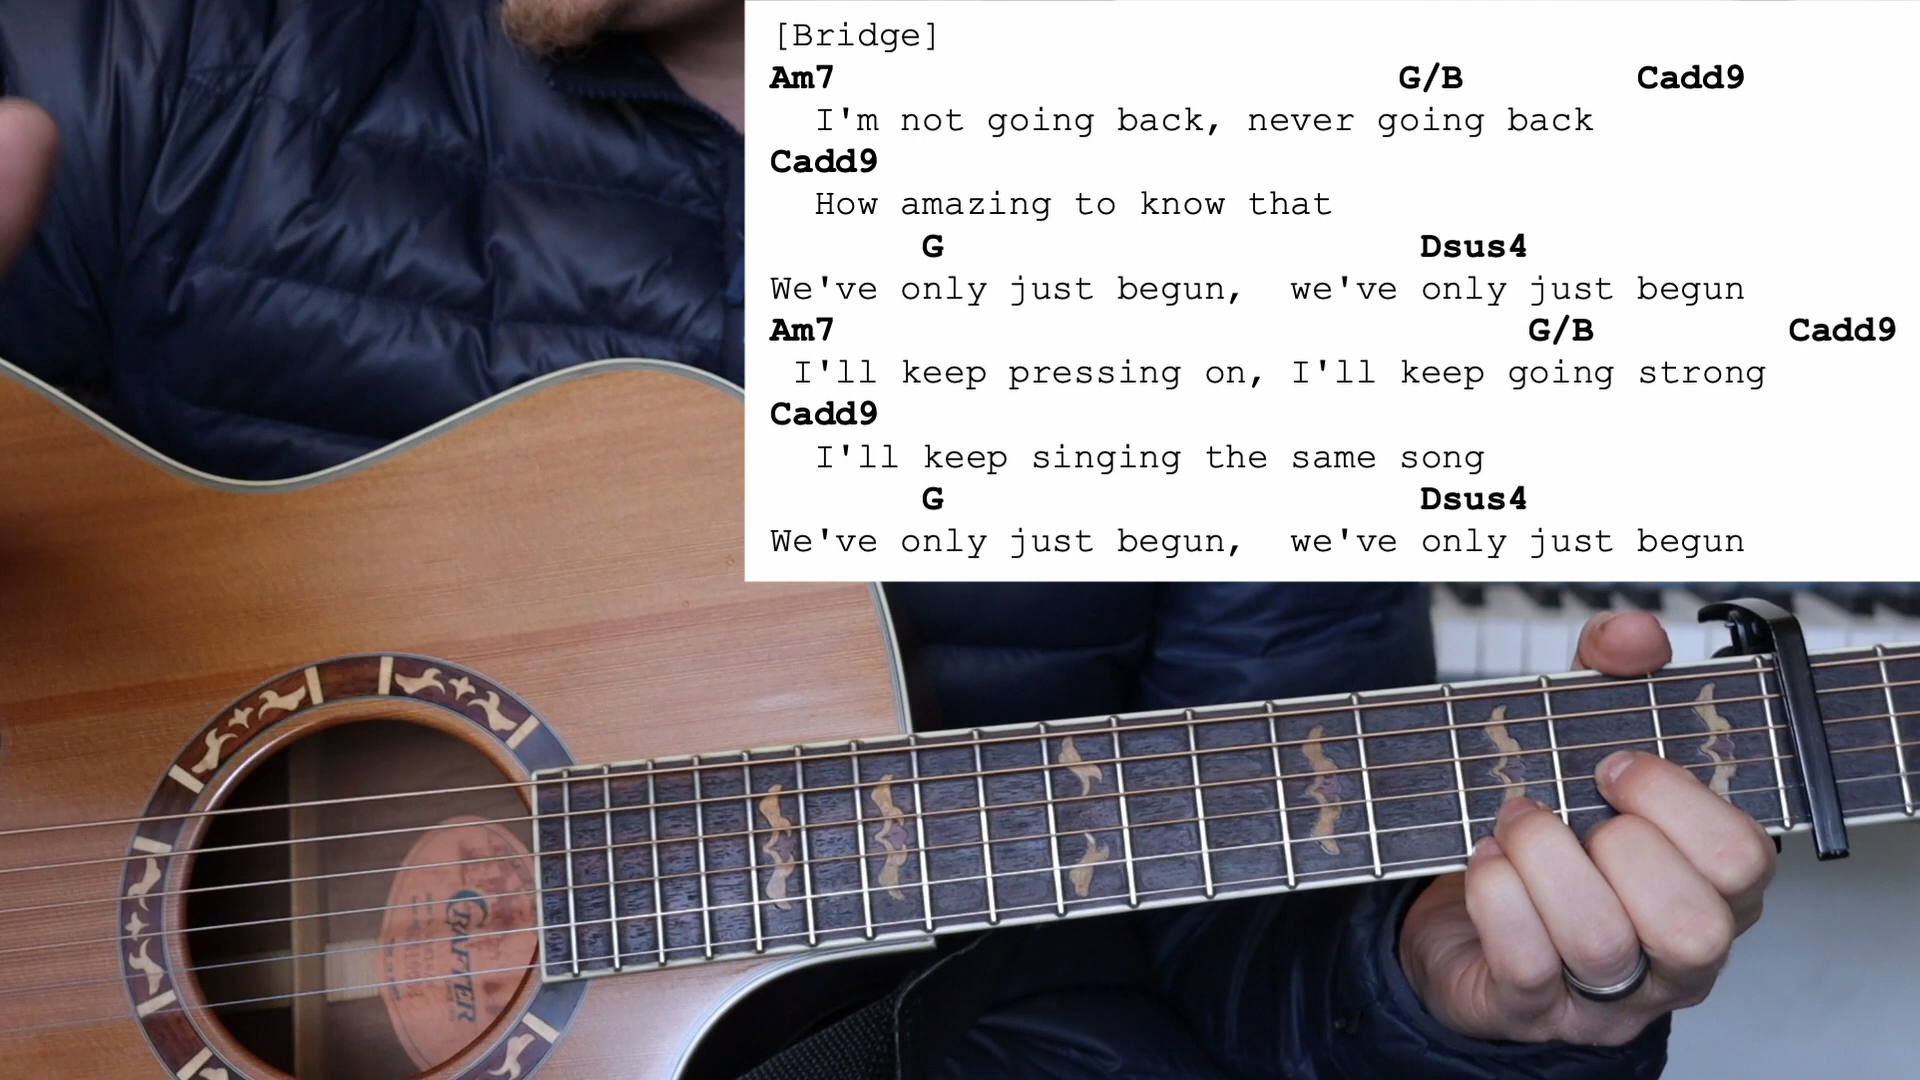 [Bridge]
Am7 G/B Cadd9
I'm not going back, never going back
Cadd9
How amazing to know that
G Dsus4
We've only just begun, we've only just begun
Am7 G/B Cadd9
I'll keep pressing on, I'll keep going strong
Cadd9
I'll keep singing the same song
G Dsus4
We've only just begun, we've only just begun
CRAFTER